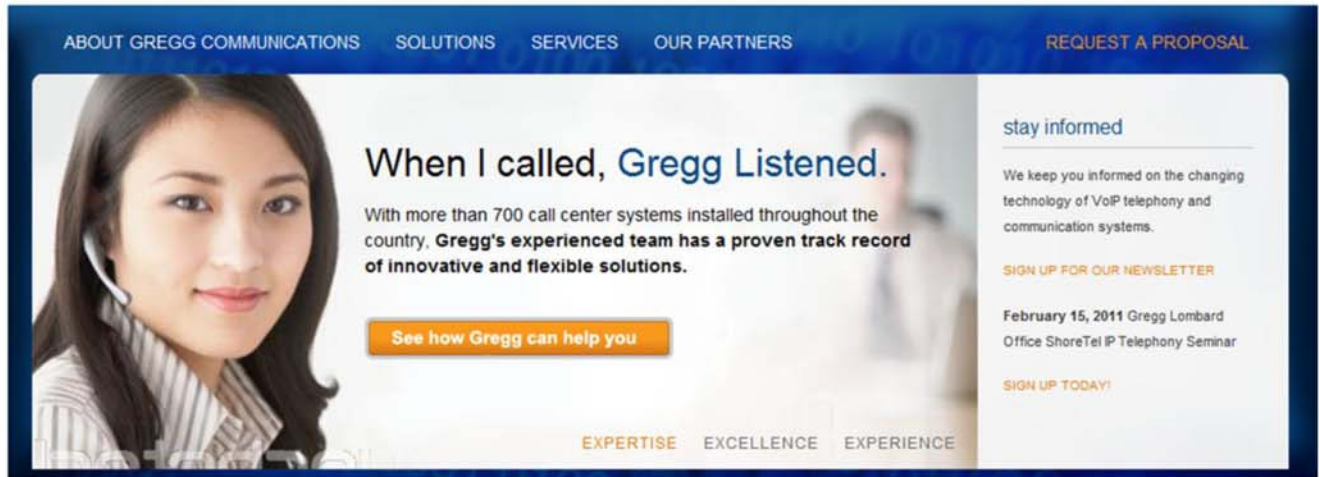 ABOUT GREGG COMMUNICATIONS SOLUTIONS SERVICES OUR PARTNERS REQUEST A PROPOSAL
When I called, Gregg Listened.
With more than 700 call center systems installed throughout the
country, Gregg's experienced team has a proven track record
of innovative and flexible solutions.
See how Gregg can help you
EXPERTISE EXCELLENCE EXPERIENCE
stay informed
We keep you informed on the changing
technology of VoIP telephony and
communication systems.
SIGN UP FOR OUR NEWSLETTER
February 15, 2011 Gregg Lombard
Office ShoreTel IP Telephony Seminar
SIGN UP TODAY!